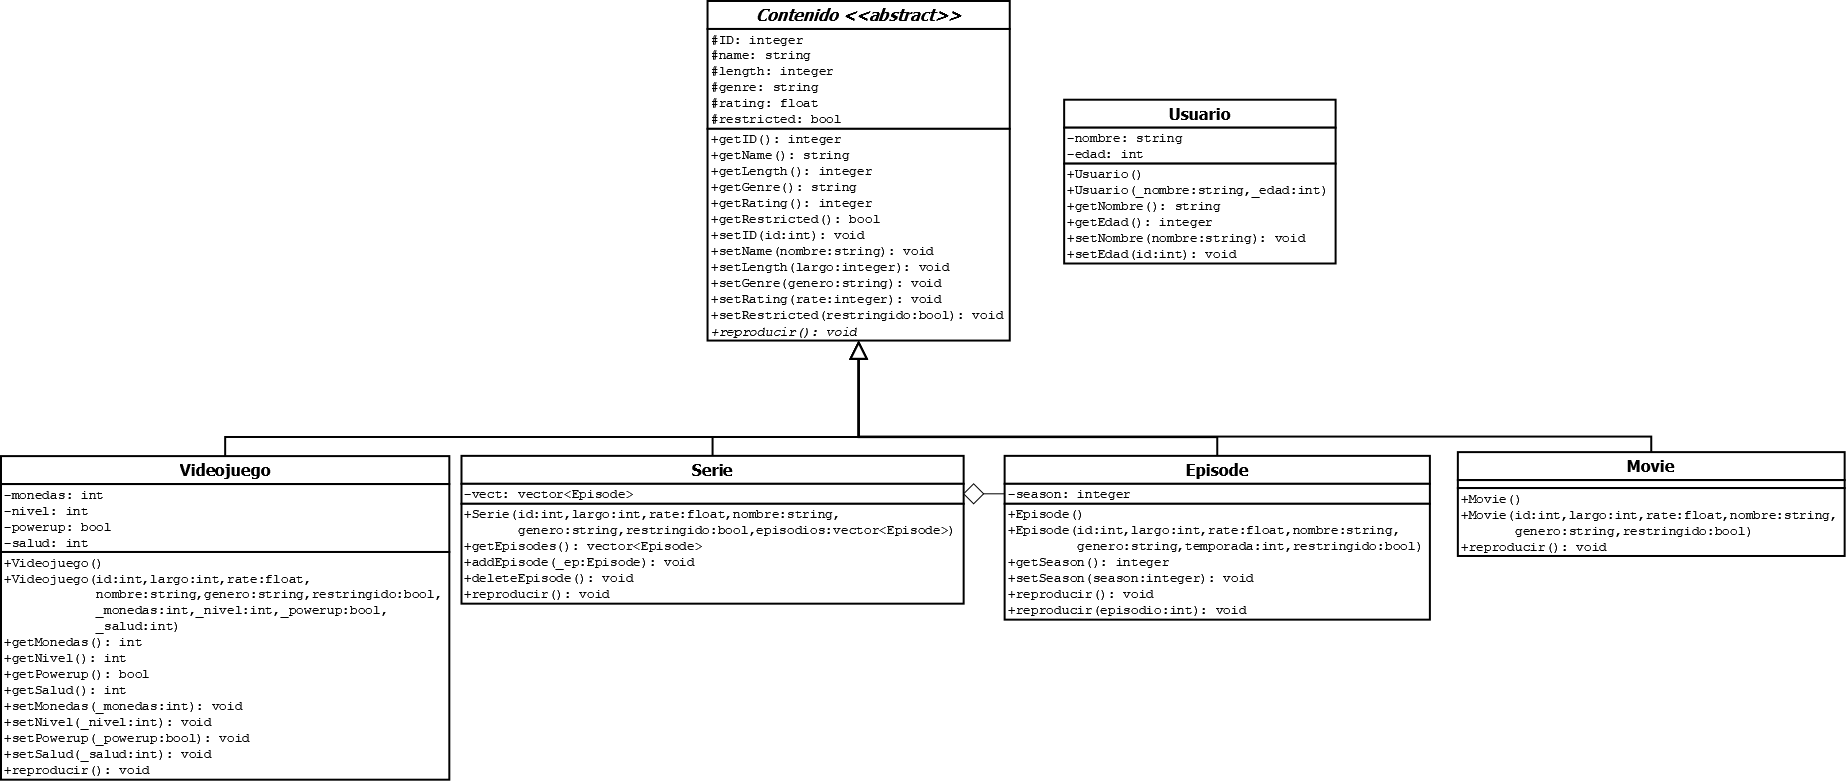 Contenido <<abstract>>
#ID: integer
#name: string
#length: integer
#genre: string
#rating: float
#restricted: bool
+getID(): integer
+getName(): string
+getLength(): integer
+getGenre(): string
+getRating(): integer
+getRestricted(): bool
+setID(id:int): void
+setName(nombre:string): void
+setLength(largo:integer): void
+setGenre(genero:string): void
+setRating(rate:integer): void
+setRestricted(restringido:bool): void
+reproducir(): void
Usuario
-nombre: string
-edad: int
+Usuario()
+Usuario(_nombre:string,_edad:int)
+getNombre(): string
+getEdad(): integer
+setNombre(nombre:string): void
+setEdad(id:int): void
Videojuego
-monedas: int
-nivel: int
-powerup: bool
-salud: int
+Videojuego()
+Videojuego(id:int,largo:int,rate:float,
nombre:string,genero:string,restringido:bool,
_monedas:int,_nivel:int,_powerup:bool,
_salud:int)
+getMonedas(): int
+getNivel(): int
+getPowerup(): bool
+getSalud(): int
+setMonedas(_monedas:int): void
+setNivel(_nivel:int): void
+setPowerup(_powerup:bool): void
+setSalud(_salud:int): void
+reproducir(): void
Serie
-vect: vector<Episode>
+Serie(id:int,largo:int,rate:float,nombre:string,
genero:string,restringido:bool,episodios:vector<Episode>)
+getEpisodes(): vector<Episode>
+addEpisode(_ep:Episode): void
+deleteEpisode(): void
+reproducir(): void
Episode
-season: integer
+Episode()
+Episode(id:int,largo:int,rate:float,nombre:string,
genero:string,temporada:int,restringido:bool)
+getSeason(): integer
+setSeason(season:integer): void
+reproducir(): void
+reproducir(episodio:int): void
Movie
+Movie()
+Movie(id:int,largo:int,rate:float,nombre:string,
genero:string,restringido:bool)
+reproducir(): void